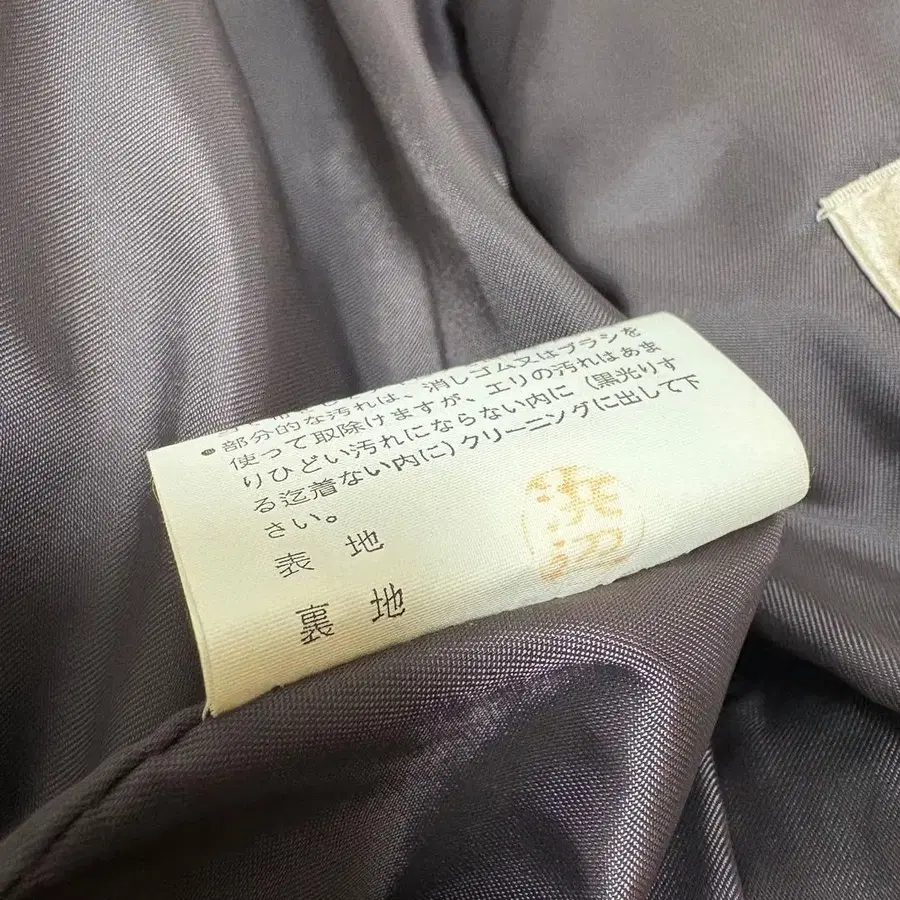 ●部分的な汚れは、消しゴム又はブラシを
使って取除けますが、エリの汚れはあま
りひどい汚れにならない内に（黒光りす
る迄着ない内に）クリーニングに出して下
さい。
表 地
裏 地